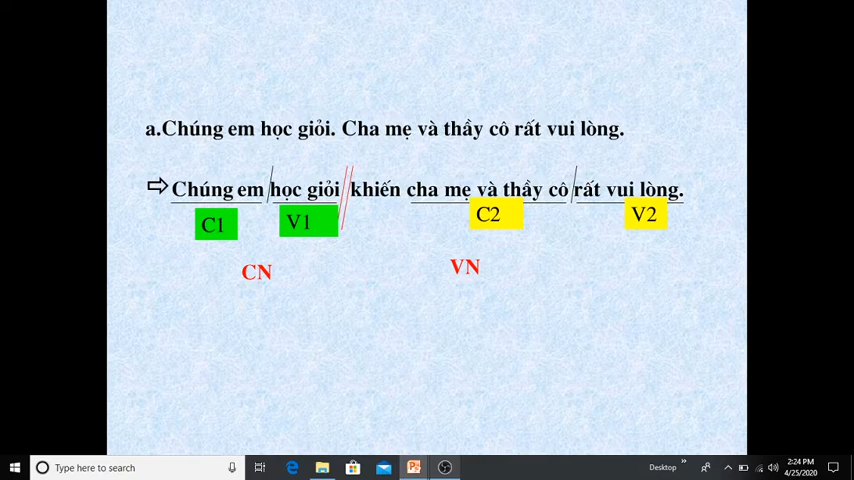 a.Chúng em học giỏi. Cha mẹ và thầy cô rất vui lòng.
⇨Chúng em/học giỏi//khiến cha mẹ và thầy cô/rất vui lòng.
C1 V1 C2 V2
CN VN
Type here to search Desktop » 2:24 PM
4/25/2020